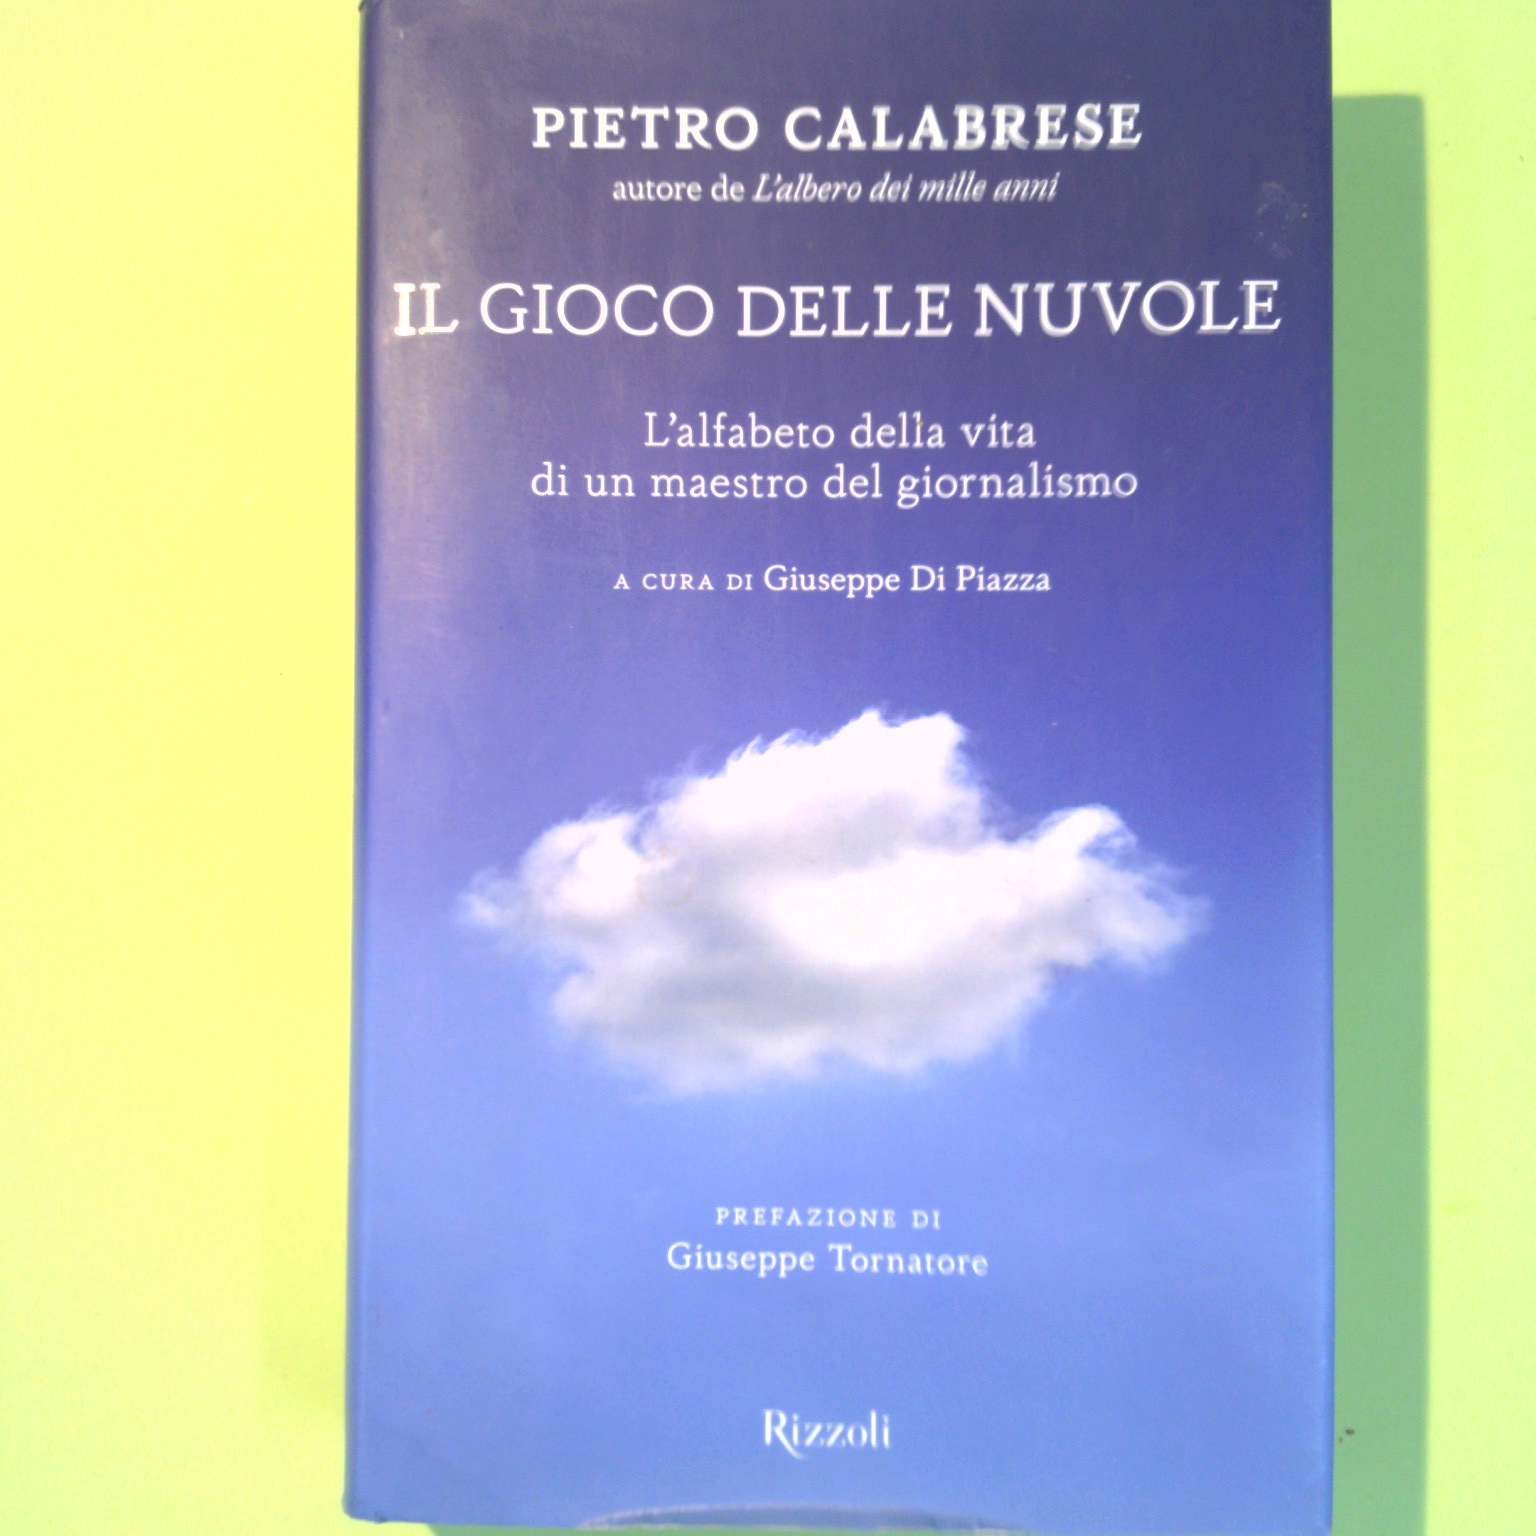 PIETRO CALABRESE
autore de L'albero dei mille anni
IL GIOCO DELLE NUVOLE
L'alfabeto della vita
di un maestro del giornalismo
A CURA DI Giuseppe Di Piazza
PREFAZIONE DI
Giuseppe Tornatore
Rizzoli